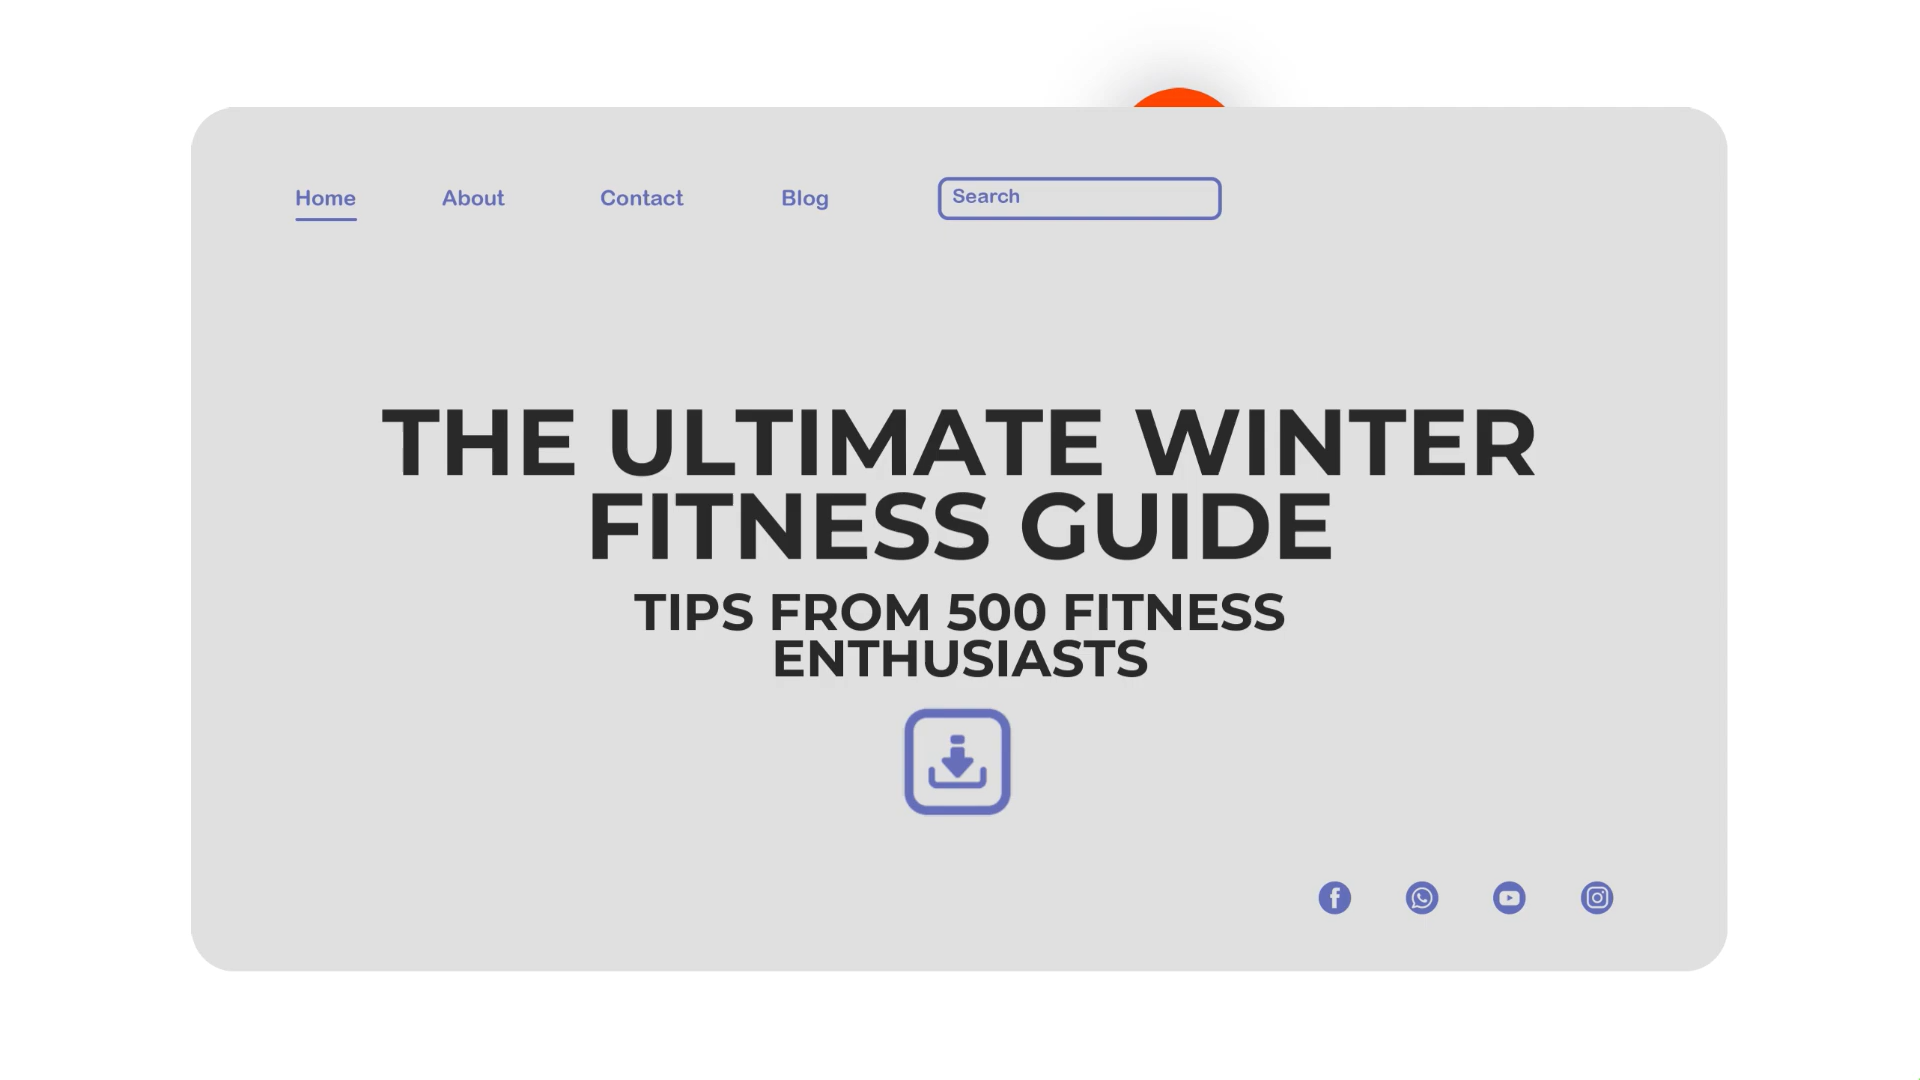 Home About Contact Blog Search
THE ULTIMATE WINTER
FITNESS GUIDE
TIPS FROM 500 FITNESS
ENTHUSIASTS